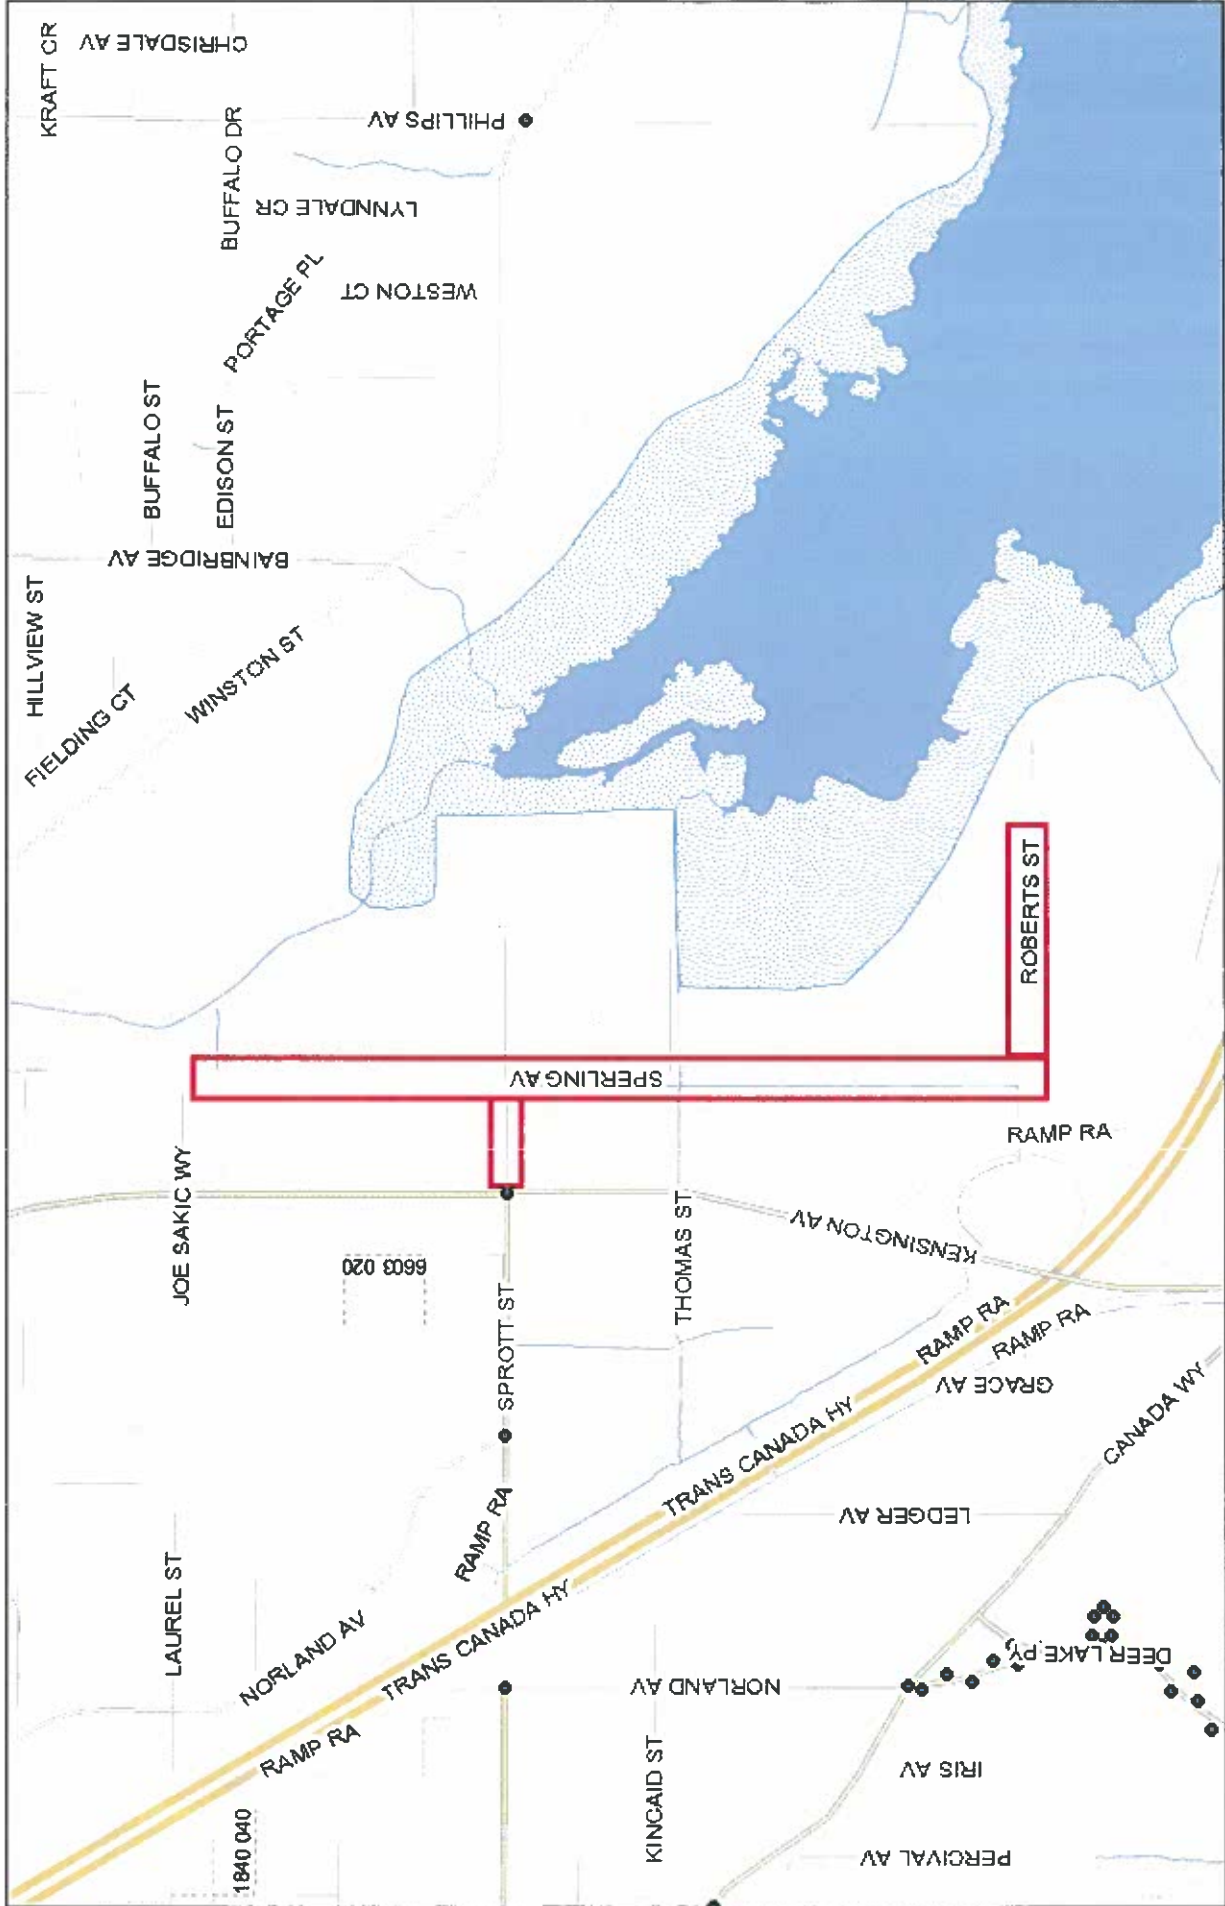 KRAFT CR
CHRISDALE AV
BUFFALO DR
PHILLIPS AV
LYNNDALE CR
PORTAGE PL
WESTON CT
BUFFALO ST
EDISON ST
BAINBRIDGE AV
HILLVIEW ST
FIELDING CT
WINSTON ST
ROBERTS ST
SPERLING AV
JOE SAKIC WY
RAMP RA
6603 020
SPROTT ST
THOMAS ST
KENSINGTON AV
RAMP RA
RAMP RA
GRACE AV
CANADA WY
TRANS CANADA HY
LEDGER AV
RAMP RA
LAUREL ST
NORLAND AV
TRANS CANADA HY
RAMP RA
NORLAND AV
DEER LAKE PY
KINCAID ST
IRIS AV
1840 040
PERCIVAL AV